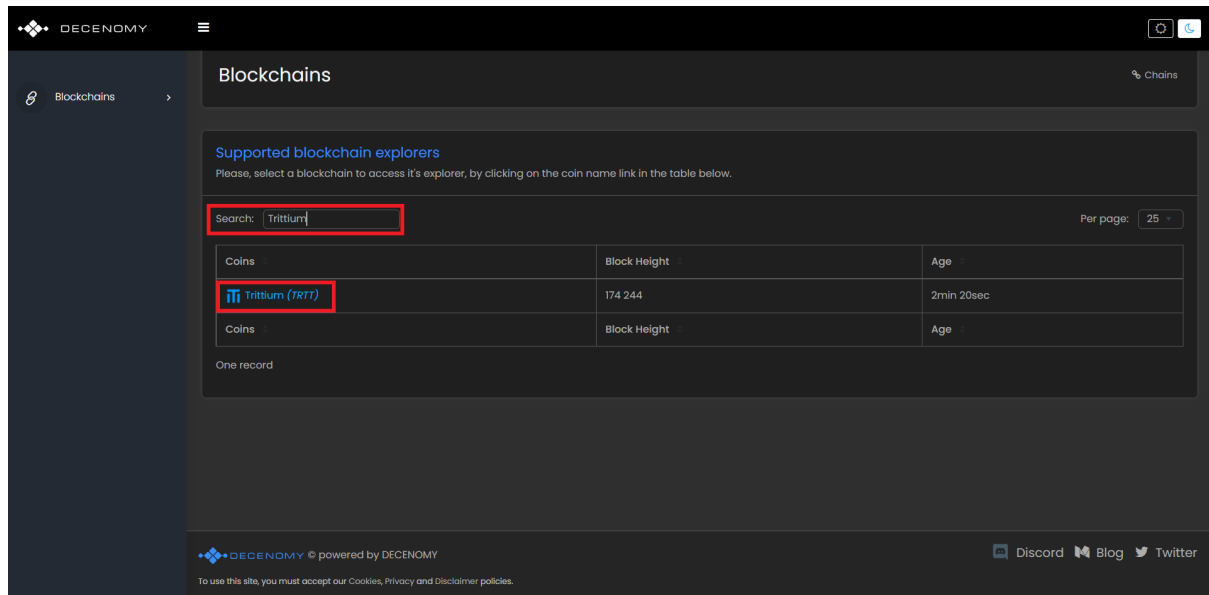 DECENOMY
Blockchains
Blockchains
Chains
Supported blockchain explorers
Please, select a blockchain to access it's explorer, by clicking on the coin name link in the table below.
Search: Trittium Per page: 25
Coins Block Height Age
Trittium (TRTT) 174 244 2min 20sec
Coins Block Height Age
One record
DECENOMY © powered by DECENOMY
Discord Blog Twitter
To use this site, you must accept our Cookies, Privacy and Disclaimer policies.